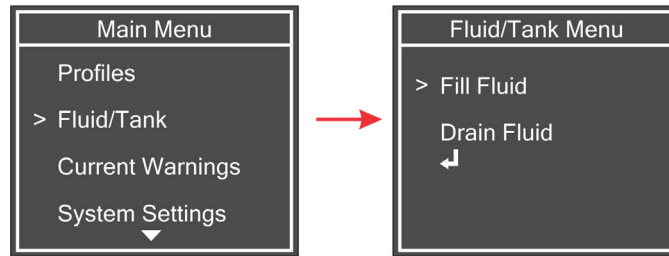 Main Menu
Profiles
> Fluid/Tank
Current Warnings
System Settings
Fluid/Tank Menu
> Fill Fluid
Drain Fluid